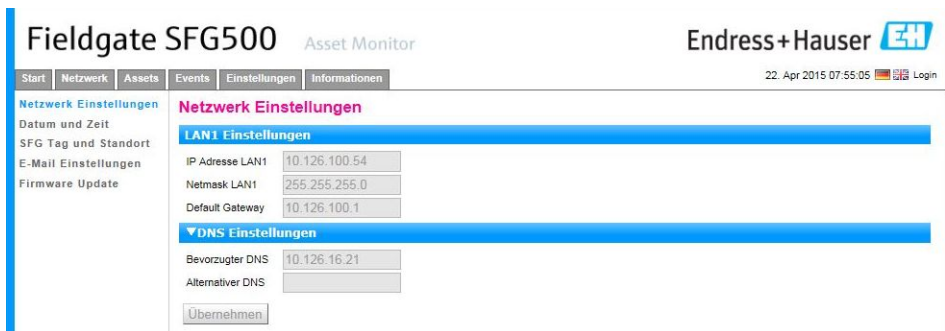 Fieldgate SFG500 Asset Monitor
Endress+Hauser EH
Start Netzwerk Assets Events Einstellungen Informationen
22. Apr 2015 07:55:05 Login
Netzwerk Einstellungen
Datum und Zeit
SFG Tag und Standort
E-Mail Einstellungen
Firmware Update
Netzwerk Einstellungen
LAN1 Einstellungen
IP Adresse LAN1 10.126.100.54
Netmask LAN1 255.255.255.0
Default Gateway 10.126.100.1
▼DNS Einstellungen
Bevorzugter DNS 10.126.16.21
Alternativer DNS
Übernehmen